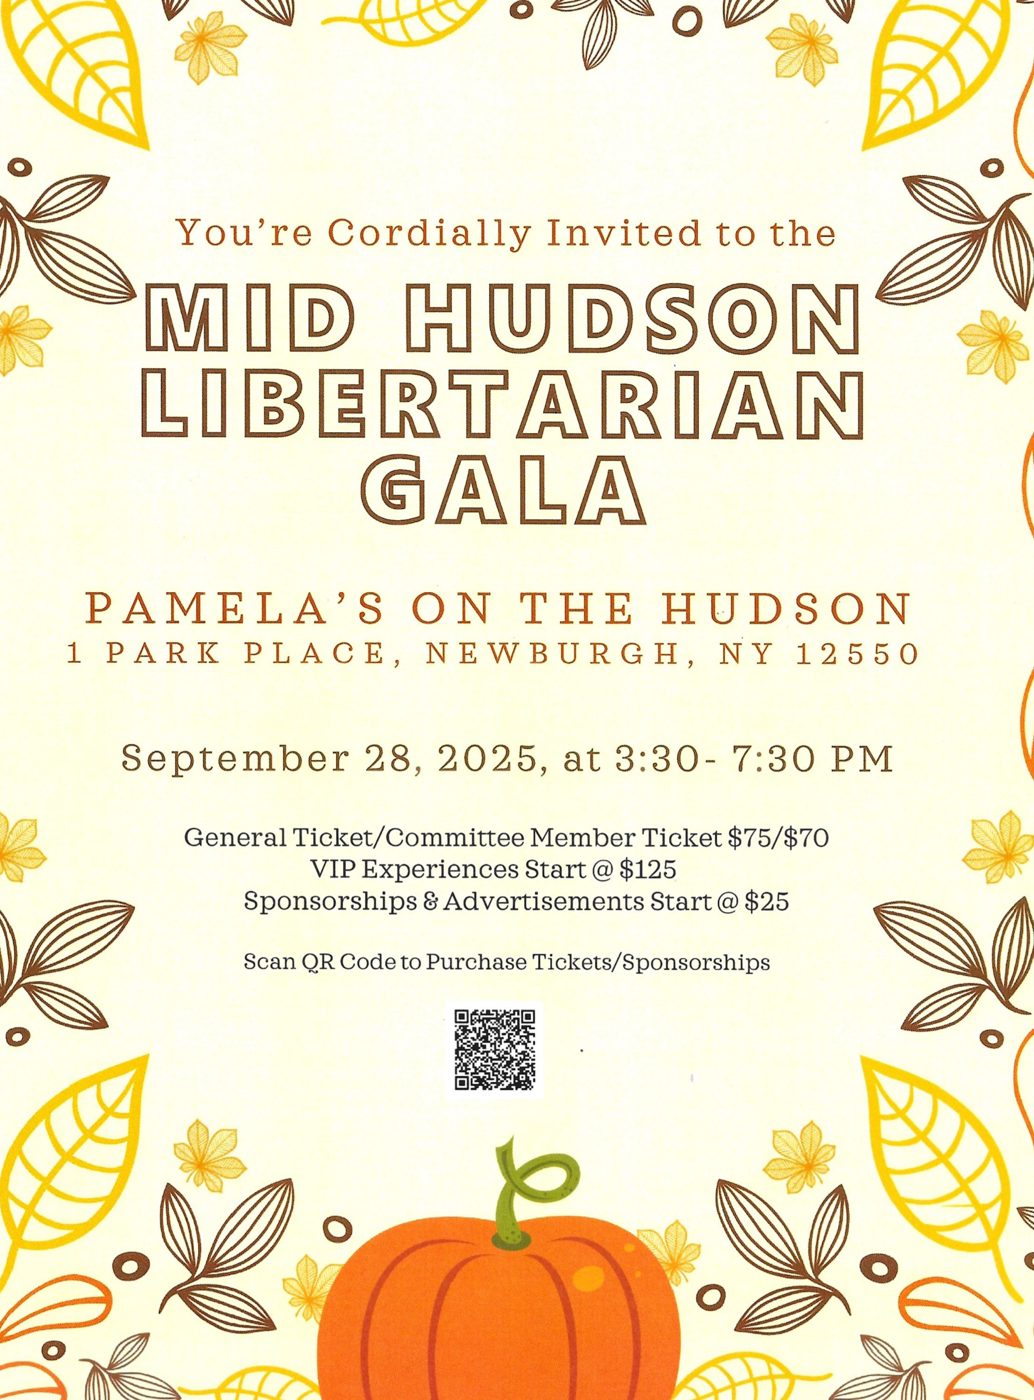 You're Cordially Invited to the
MID HUDSON
LIBERTARIAN
GALA
PAMELA'S ON THE HUDSON
1 PARK PLACE, NEWBURGH, NY 12550
September 28, 2025, at 3:30- 7:30 PM
General Ticket/Committee Member Ticket $75/$70
VIP Experiences Start @ $125
Sponsorships & Advertisements Start @ $25
Scan QR Code to Purchase Tickets/Sponsorships